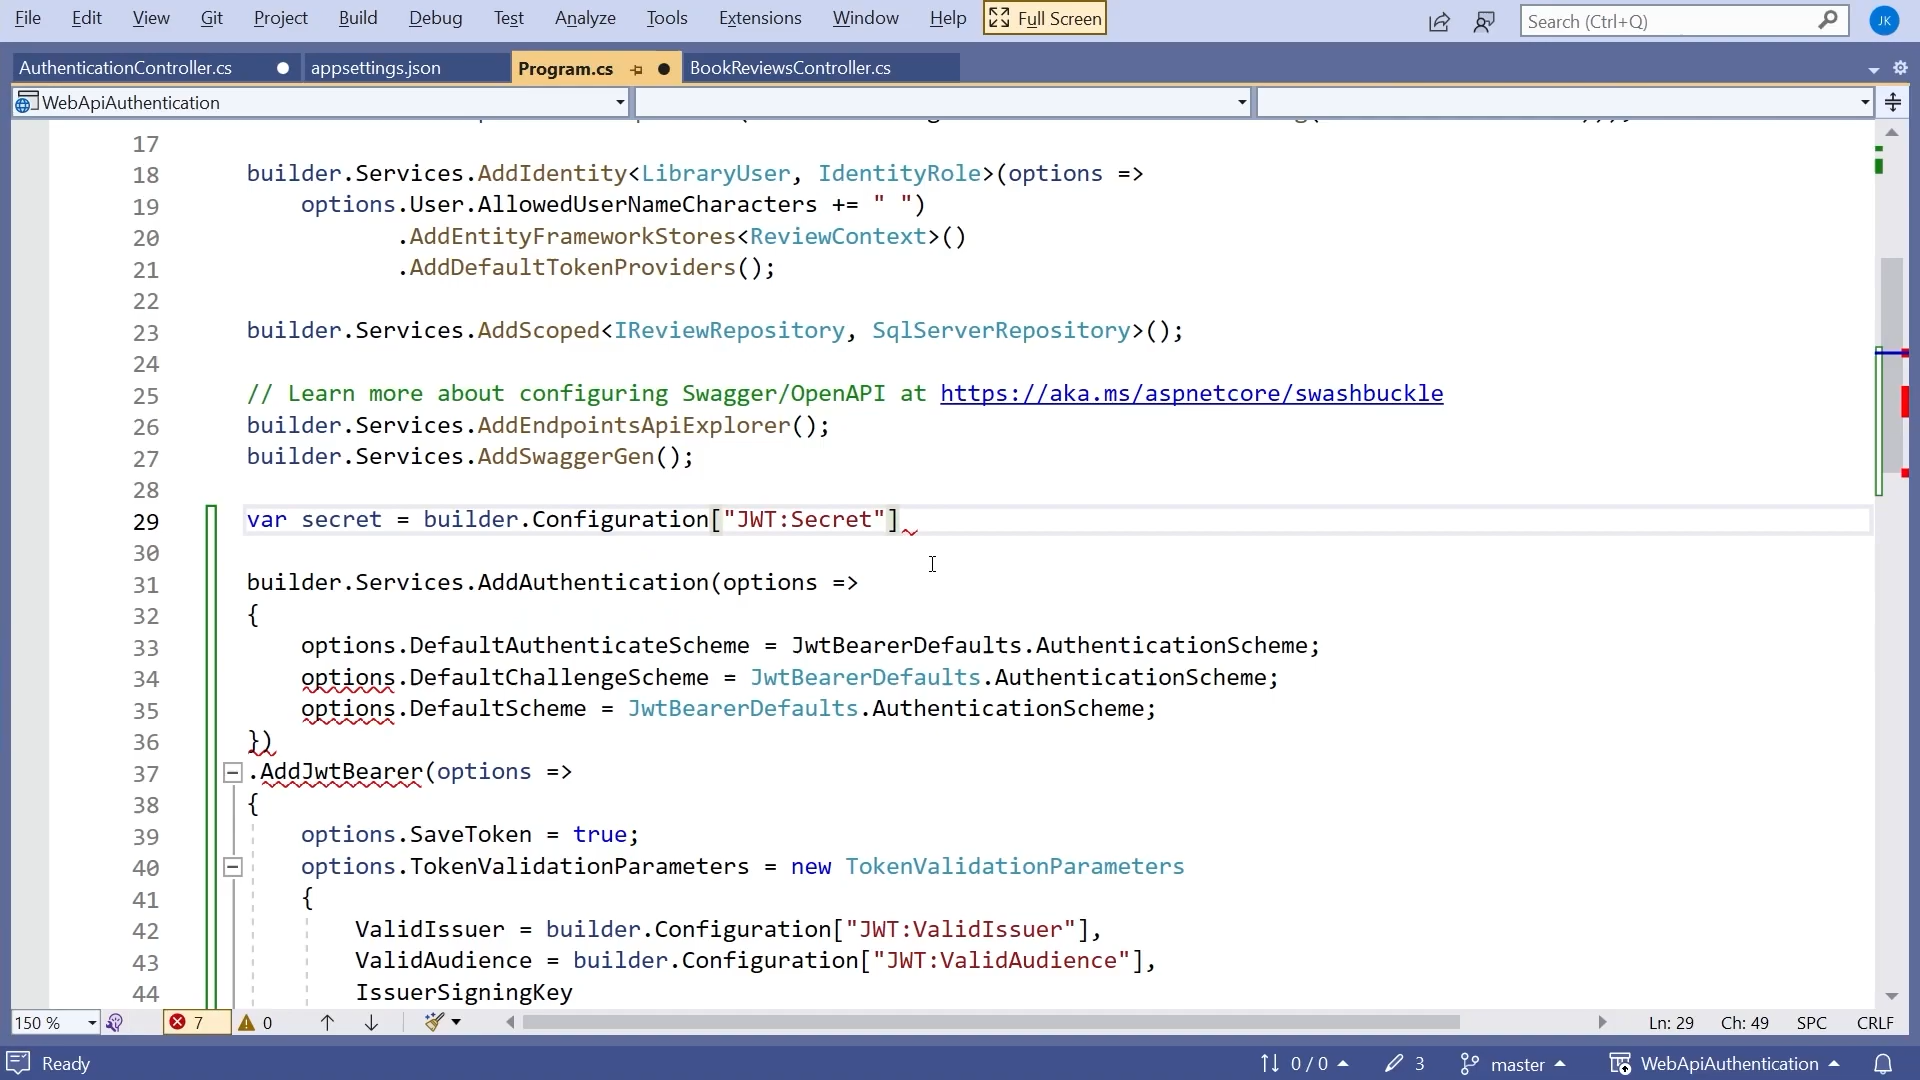 File Edit View Git Project Build Debug Test Analyze Tools Extensions Window Help Full Screen Search (Ctrl+Q) JK
AuthenticationController.cs appsettings.json Program.cs BookReviewsController.cs
WebApiAuthentication
17
18 builder.Services.AddIdentity<LibraryUser, IdentityRole>(options =>
19 options.User.AllowedUserNameCharacters += " ")
20 .AddEntityFrameworkStores<ReviewContext>()
21 .AddDefaultTokenProviders();
22
23 builder.Services.AddScoped<IReviewRepository, SqlServerRepository>();
24
25 // Learn more about configuring Swagger/OpenAPI at https://aka.ms/aspnetcore/swashbuckle
26 builder.Services.AddEndpointsApiExplorer();
27 builder.Services.AddSwaggerGen();
28
29 var secret = builder.Configuration["JWT:Secret"]
30
31 builder.Services.AddAuthentication(options =>
32 {
33 options.DefaultAuthenticateScheme = JwtBearerDefaults.AuthenticationScheme;
34 options.DefaultChallengeScheme = JwtBearerDefaults.AuthenticationScheme;
35 options.DefaultScheme = JwtBearerDefaults.AuthenticationScheme;
36 })
37 .AddJwtBearer(options =>
38 {
39 options.SaveToken = true;
40 options.TokenValidationParameters = new TokenValidationParameters
41 {
42 ValidIssuer = builder.Configuration["JWT:ValidIssuer"],
43 ValidAudience = builder.Configuration["JWT:ValidAudience"],
44 IssuerSigningKey
150 % 7 0 Ln: 29 Ch: 49 SPC CRLF
Ready 0 / 0 3 master WebApiAuthentication